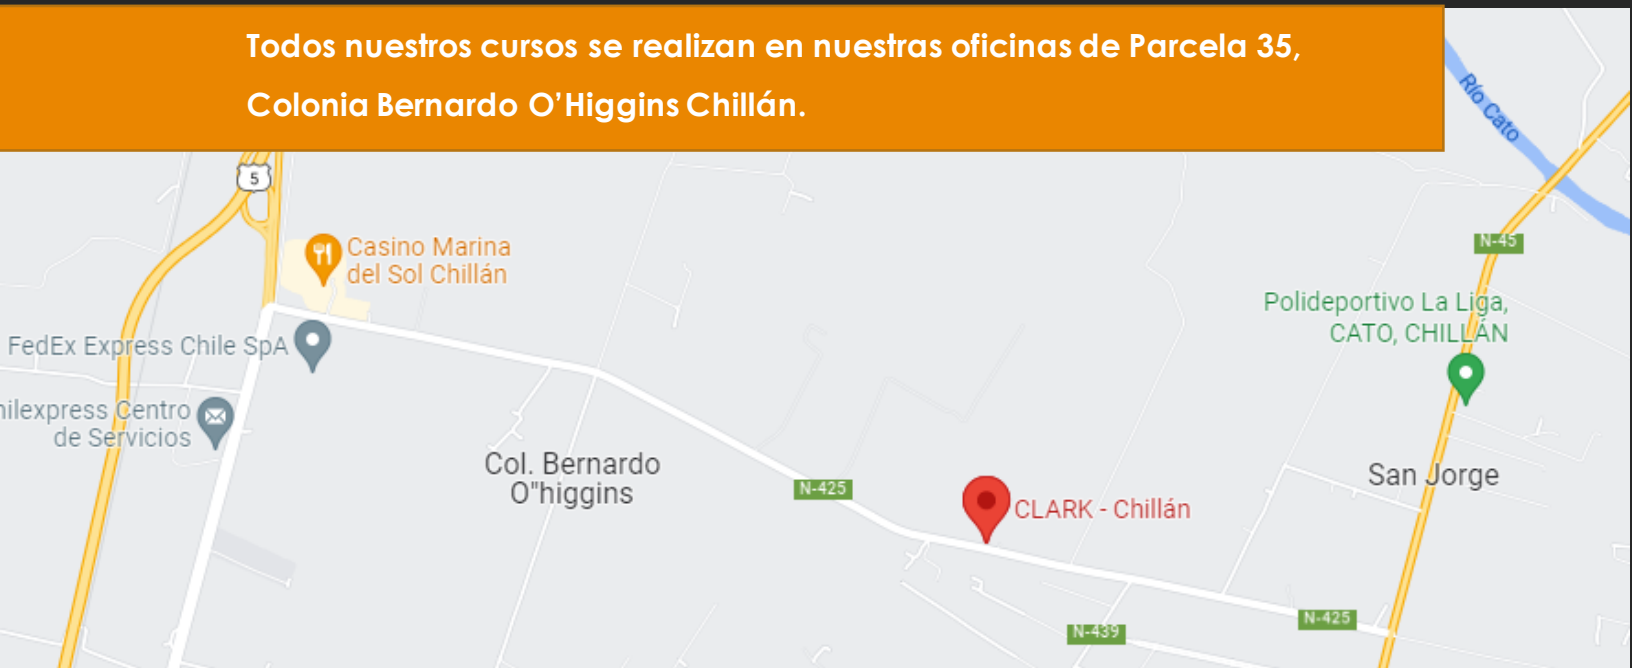 Todos nuestros cursos se realizan en nuestras oficinas de Parcela 35,
Colonia Bernardo O’Higgins Chillán.
Río Cato
5
N-45
Casino Marina
del Sol Chillán
Polideportivo La Liga,
CATO, CHILLÁN
FedEx Express Chile SpA
hilexpress Centro
de Servicios
Col. Bernardo
O"higgins
San Jorge
N-425
CLARK - Chillán
N-425
N-439